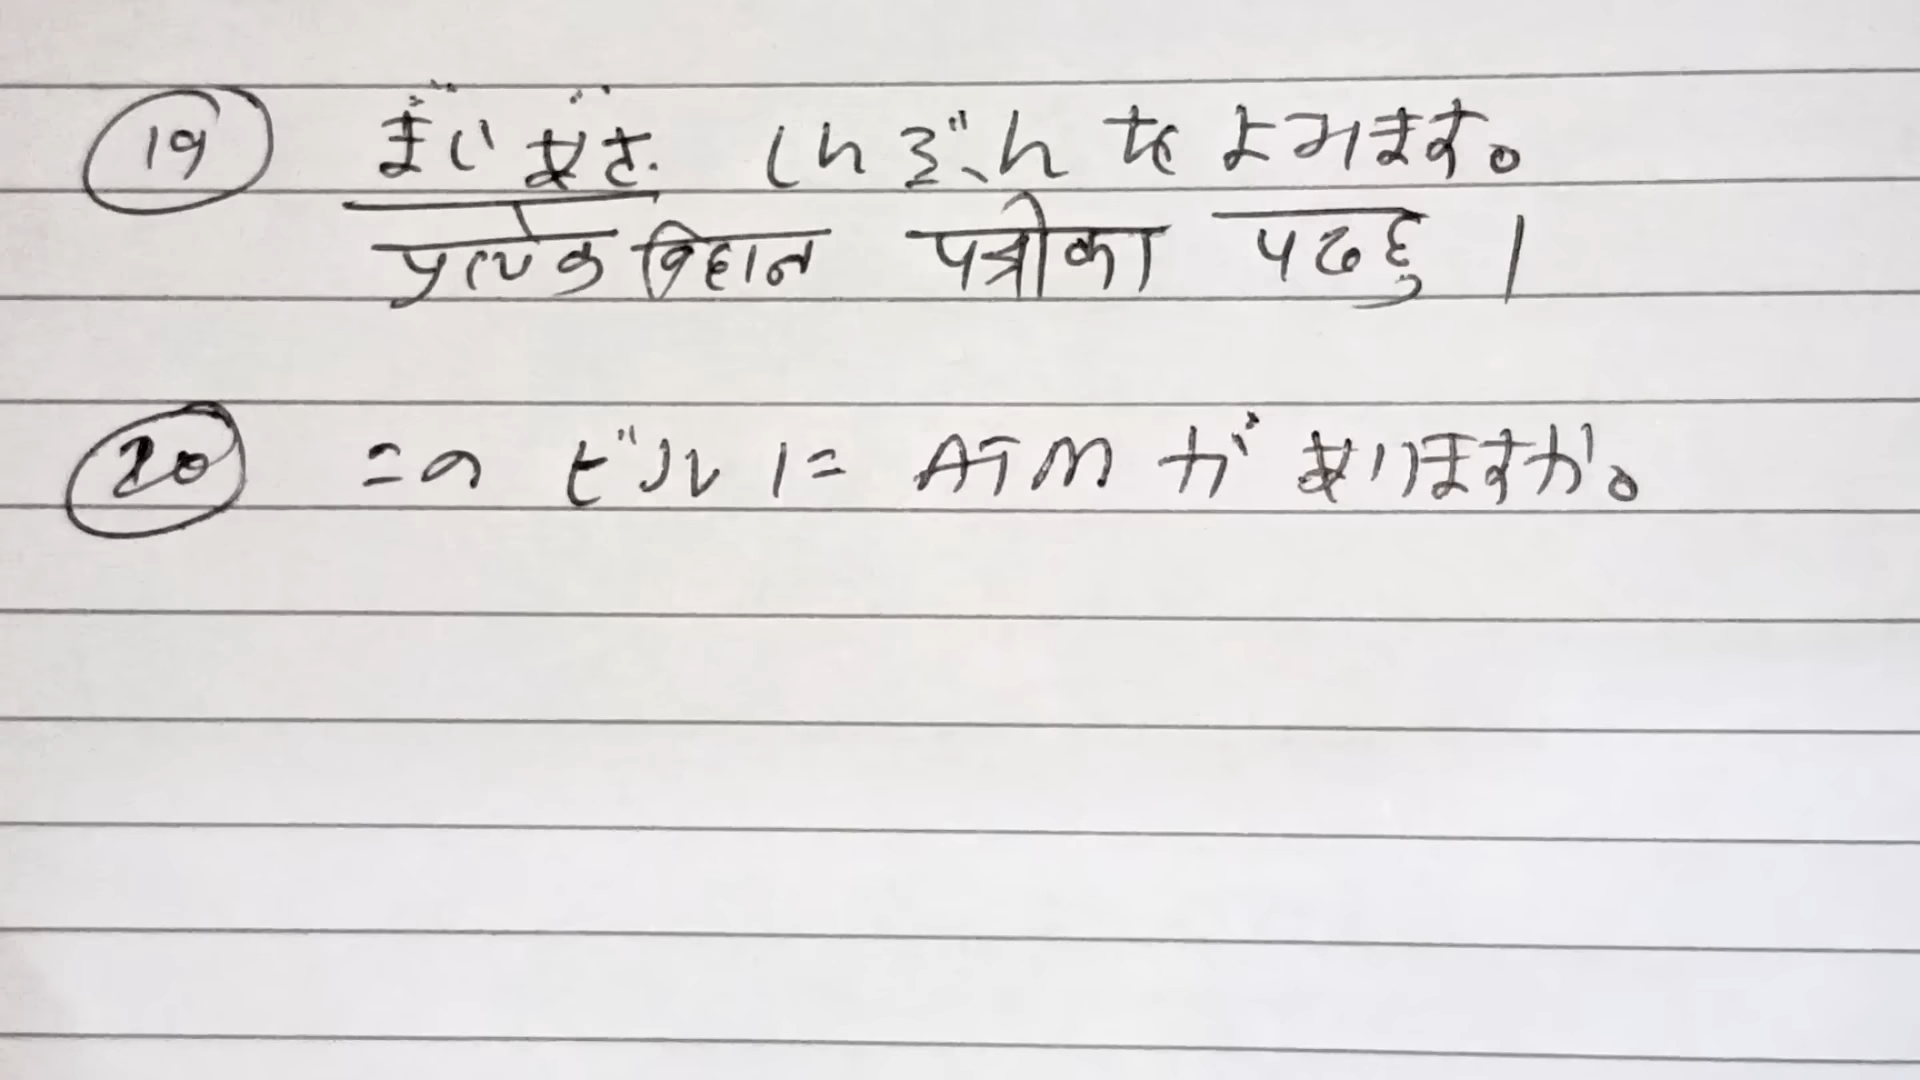 19 まいあさ しんぶんを よみます。
प्रत्येक विहान पत्रीका पढछु ।
20 この ビルに ATM が ありますか。